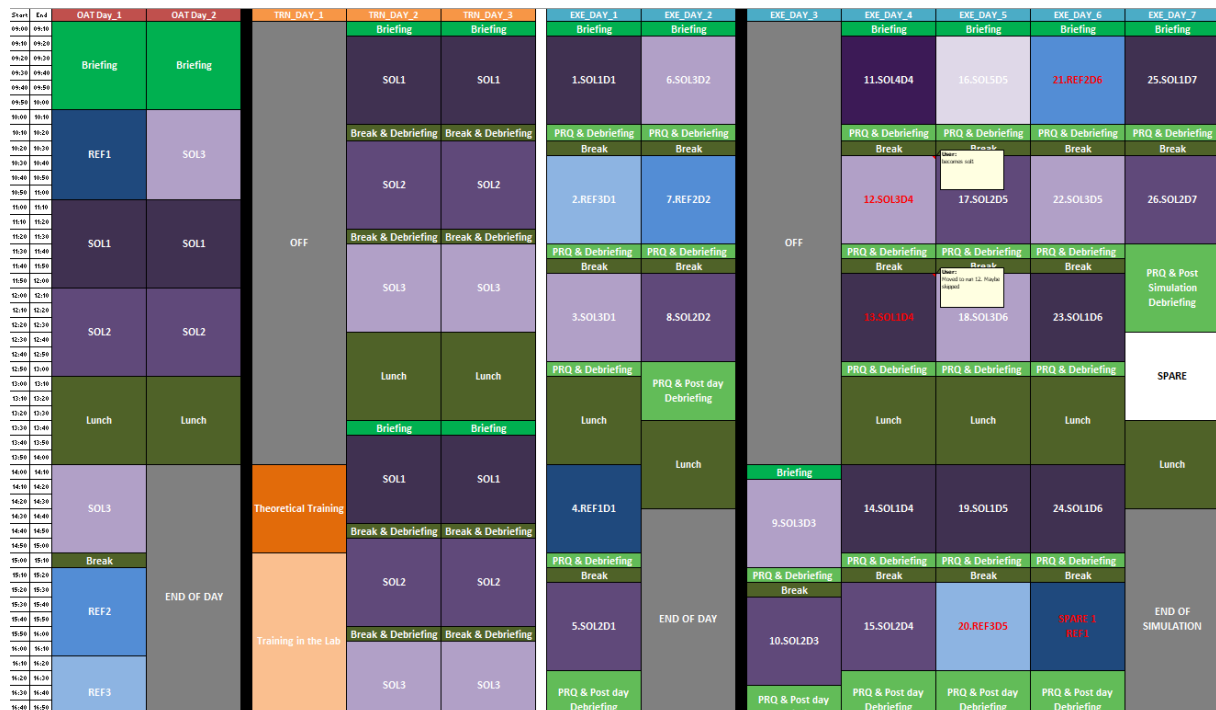 Start End OAT Day_1 OAT Day_2 TRN_DAY_1 TRN_DAY_2 TRN_DAY_3 EXE_DAY_1 EXE_DAY_2 EXE_DAY_3 EXE_DAY_4 EXE_DAY_5 EXE_DAY_6 EXE_DAY_7
09:00 09:10
09:10 09:20
09:20 09:30
09:30 09:40
09:40 09:50
09:50 10:00
10:00 10:10
10:10 10:20
10:20 10:30
10:30 10:40
10:40 10:50
10:50 11:00
11:00 11:10
11:10 11:20
11:20 11:30
11:30 11:40
11:40 11:50
11:50 12:00
12:00 12:10
12:10 12:20
12:20 12:30
12:30 12:40
12:40 12:50
12:50 13:00
13:00 13:10
13:10 13:20
13:20 13:30
13:30 13:40
13:40 13:50
13:50 14:00
14:00 14:10
14:10 14:20
14:20 14:30
14:30 14:40
14:40 14:50
14:50 15:00
15:00 15:10
15:10 15:20
15:20 15:30
15:30 15:40
15:40 15:50
15:50 16:00
16:00 16:10
16:10 16:20
16:20 16:30
16:30 16:40
16:40 16:50
Briefing
REF1
SOL1
SOL2
Lunch
SOL3
Break
REF2
REF3
Briefing
SOL3
SOL1
SOL2
Lunch
END OF DAY
OFF
Theoretical Training
Training in the Lab
Briefing
SOL1
Break & Debriefing
SOL2
Break & Debriefing
SOL3
Lunch
Briefing
SOL1
Break & Debriefing
SOL2
Break & Debriefing
SOL3
Briefing
SOL1
Break & Debriefing
SOL2
Break & Debriefing
SOL3
Lunch
Briefing
SOL1
Break & Debriefing
SOL2
Break & Debriefing
SOL3
Briefing
1.SOL1D1
PRQ & Debriefing
Break
2.REF3D1
PRQ & Debriefing
Break
3.SOL3D1
PRQ & Debriefing
Lunch
4.REF1D1
PRQ & Debriefing
Break
5.SOL2D1
PRQ & Post day
Debriefing
Briefing
6.SOL3D2
PRQ & Debriefing
Break
7.REF2D2
PRQ & Debriefing
Break
8.SOL2D2
PRQ & Post day
Debriefing
Lunch
END OF DAY
OFF
Briefing
9.SOL3D3
PRQ & Debriefing
Break
10.SOL2D3
PRQ & Post day
Briefing
11.SOL4D4
PRQ & Debriefing
Break
12.SOL3D4
PRQ & Debriefing
Break
13.SOL1D4
PRQ & Debriefing
Lunch
14.SOL1D4
PRQ & Debriefing
Break
15.SOL2D4
PRQ & Post day
Debriefing
Briefing
16.SOL5D5
PRQ & Debriefing
Break
User:
becomes sol1
17.SOL2D5
PRQ & Debriefing
Break
User:
Moved to run 12. Maybe
skipped
18.SOL3D6
PRQ & Debriefing
Lunch
19.SOL1D5
PRQ & Debriefing
Break
20.REF3D5
PRQ & Post day
Debriefing
Briefing
21.REF2D6
PRQ & Debriefing
Break
22.SOL3D5
PRQ & Debriefing
Break
23.SOL1D6
PRQ & Debriefing
Lunch
24.SOL1D6
PRQ & Debriefing
Break
SPARE 1
REF1
PRQ & Post day
Debriefing
Briefing
25.SOL1D7
PRQ & Debriefing
Break
26.SOL2D7
PRQ & Post
Simulation
Debriefing
SPARE
Lunch
END OF
SIMULATION